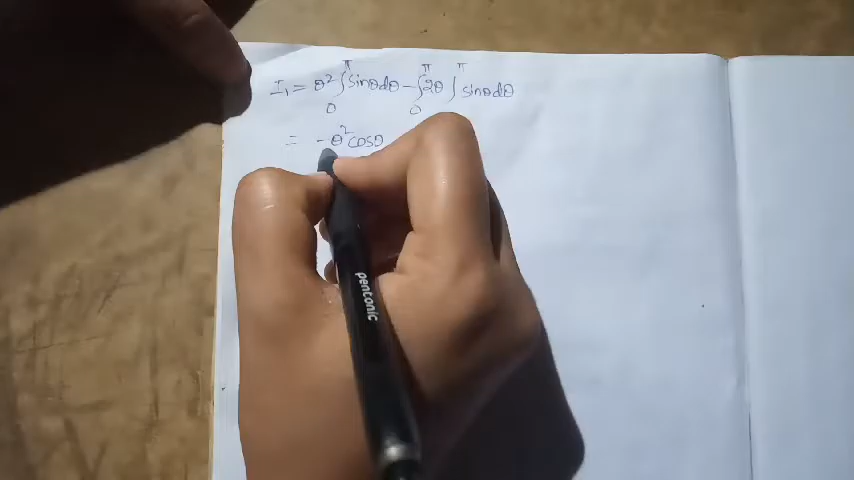 I₁ = θ² ∫₀^π sinθdθ - ∫₀^π 2θ ∫^π sinθdθ
= -θ² cosθ
pentonic